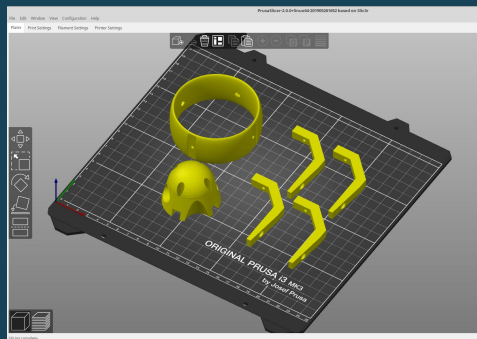 PrusaSlicer-2.0.0+linux64-201905201652 based on Slic3r
File Edit Window View Configuration Help
Plater Print Settings Filament Settings Printer Settings
ORIGINAL PRUSA i3 MK3
by Josef Prusa